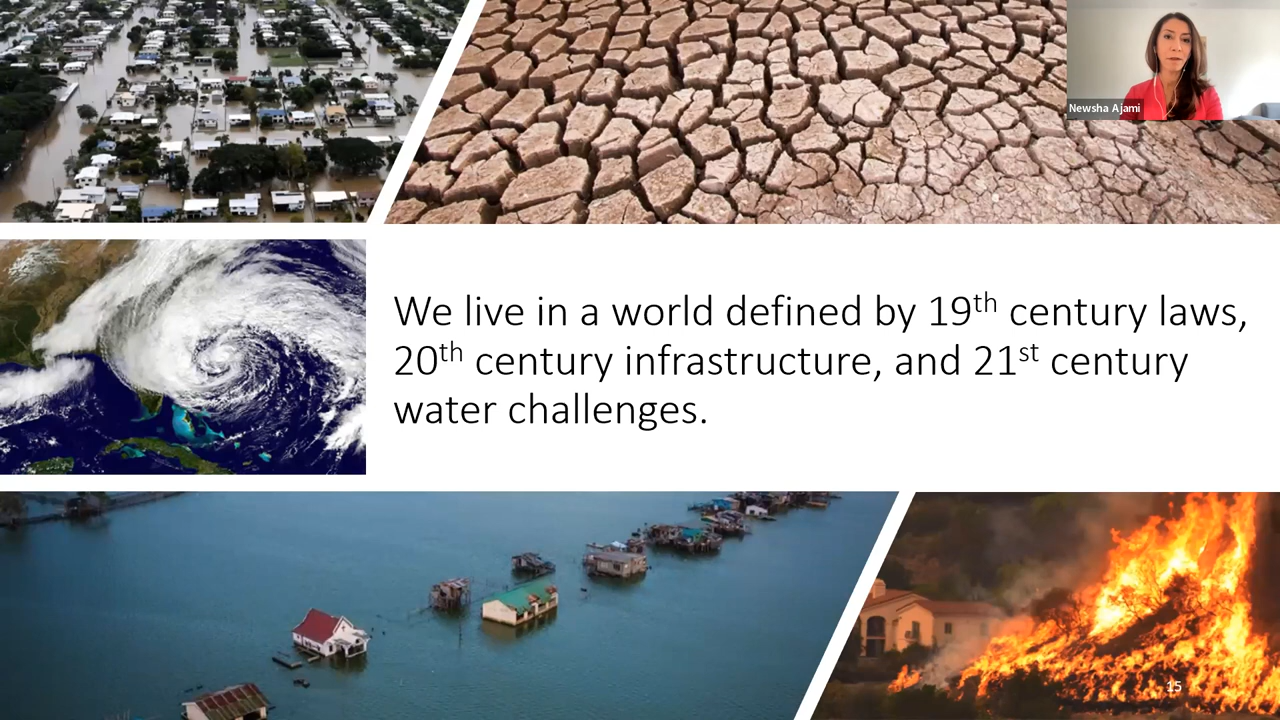 Newsha Ajami
We live in a world defined by 19th century laws,
20th century infrastructure, and 21st century
water challenges.
15